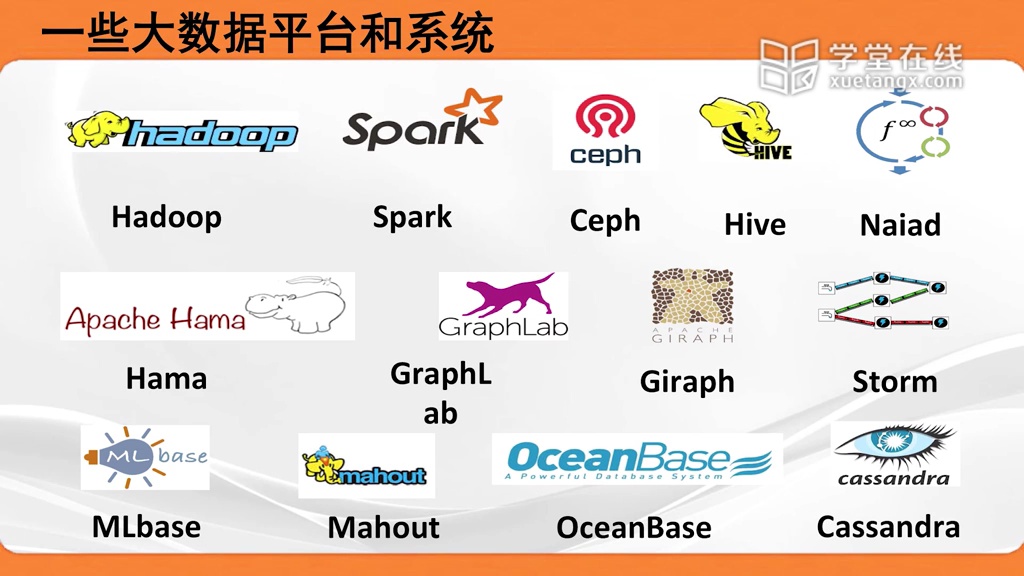 一些大数据平台和系统
学堂在线
xuetangx.com
hadoop
Spark
ceph
HIVE
f∞
Hadoop
Spark
Ceph
Hive
Naiad
Apache Hama
GraphLab
APACHE
GIRAPH
Hama
GraphL
ab
Giraph
Storm
ML base
mahout
OceanBase
A Powerful Database System
cassandra
MLbase
Mahout
OceanBase
Cassandra